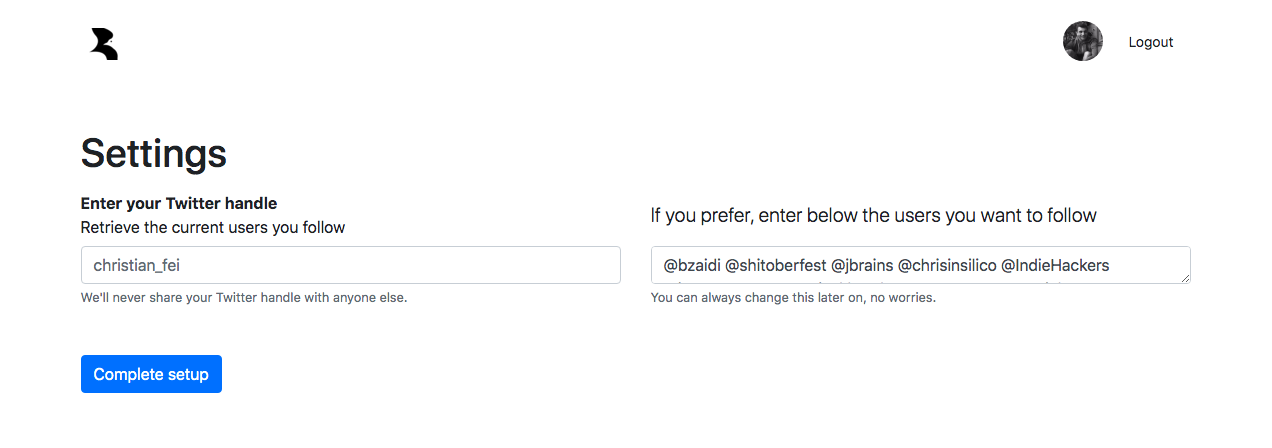 Logout
Settings
Enter your Twitter handle
Retrieve the current users you follow
christian_fei
We'll never share your Twitter handle with anyone else.
If you prefer, enter below the users you want to follow
@bzaidi @shitoberfest @jbrains @chrisinsilico @IndieHackers
You can always change this later on, no worries.
Complete setup